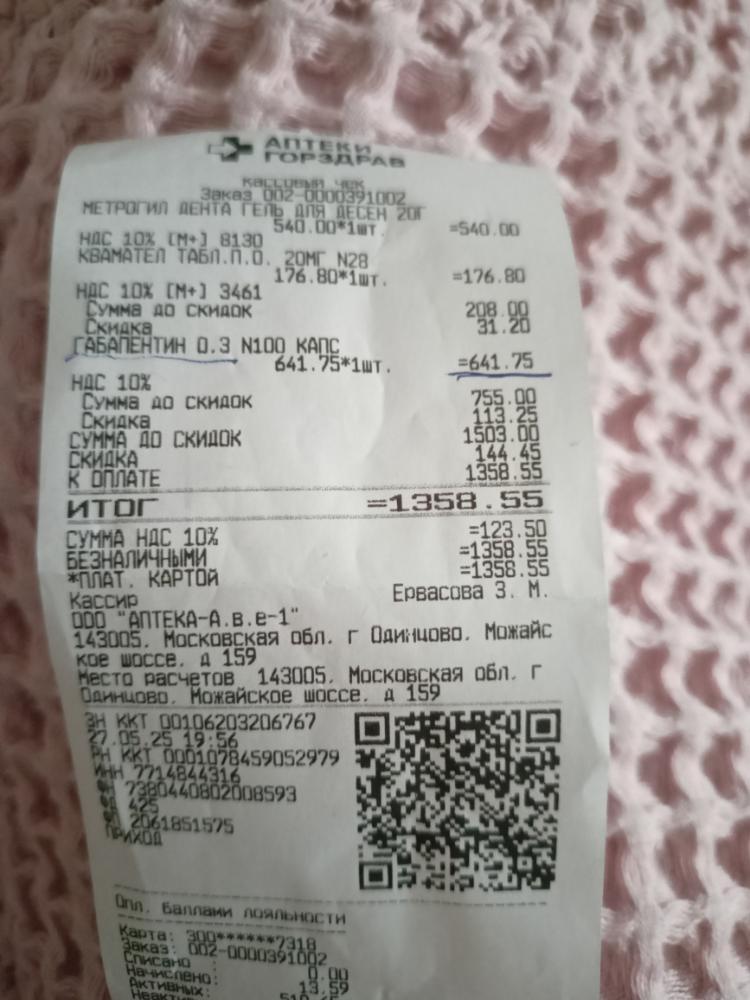 АПТЕКИ
ГОРЗДРАВ
КАССОВЫЙ ЧЕК
Заказ 002-0000391002
МЕТРОГИЛ ДЕНТА ГЕЛЬ ДЛЯ ДЕСЕН 20Г
540.00*1шт. =540.00
НДС 10% [М+] 8130
КВАМАТЕЛ ТАБЛ.П.О. 20МГ N28
176.80*1шт. =176.80
НДС 10% [М+] 3461
Сумма до скидок 208.00
Скидка 31.20
ГАБАПЕНТИН 0.3 N100 КАПС
641.75*1шт. =641.75
НДС 10%
Сумма до скидок 755.00
Скидка 113.25
СУММА ДО СКИДОК 1503.00
СКИДКА 144.45
К ОПЛАТЕ 1358.55
ИТОГ =1358.55
СУММА НДС 10% =123.50
БЕЗНАЛИЧНЫМИ =1358.55
*ПЛАТ. КАРТОЙ =1358.55
Кассир Ервасова З. М.
ООО "АПТЕКА-А.в.е-1"
143005, Московская обл. г Одинцово, Можайс
кое шоссе, д 159
Место расчетов 143005, Московская обл. г
Одинцово, Можайское шоссе, д 159
ЗН ККТ 00106203206767
27.05.25 19:56
РН ККТ 0001078459052979
ИНН 7714844316
ФН 7380440802008593
ФД 425
ФП 2061851575
ПРИХОД
Опл. баллами лояльности
Карта: 300******7318
Заказ: 002-0000391002
Списано 0.00
Начислено: 13.59
Активных: